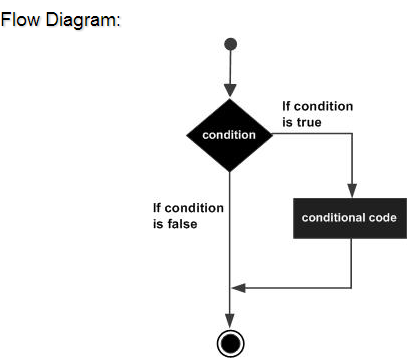 Flow Diagram:
If condition
is true
condition
If condition
is false
conditional code